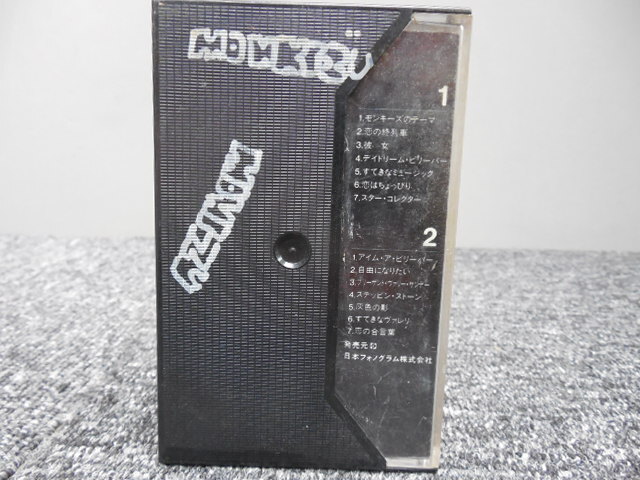 MONKEEZÜ
1
1.モンキーズのテーマ
2.恋の終列車
3.彼 女
4.デイドリーム・ビリーバー
5.すてきなミュージック
6.恋はちょっぴり
7.スター・コレクター
2
1.アイム・ア・ビリーバー
2.自由になりたい
3.プリーザント・ヴァリー・サンデー
4.ステッピン・ストーン
5.灰色の影
6.すてきなヴァレリ
7.恋の合言葉
発売元
日本フォノグラム株式会社